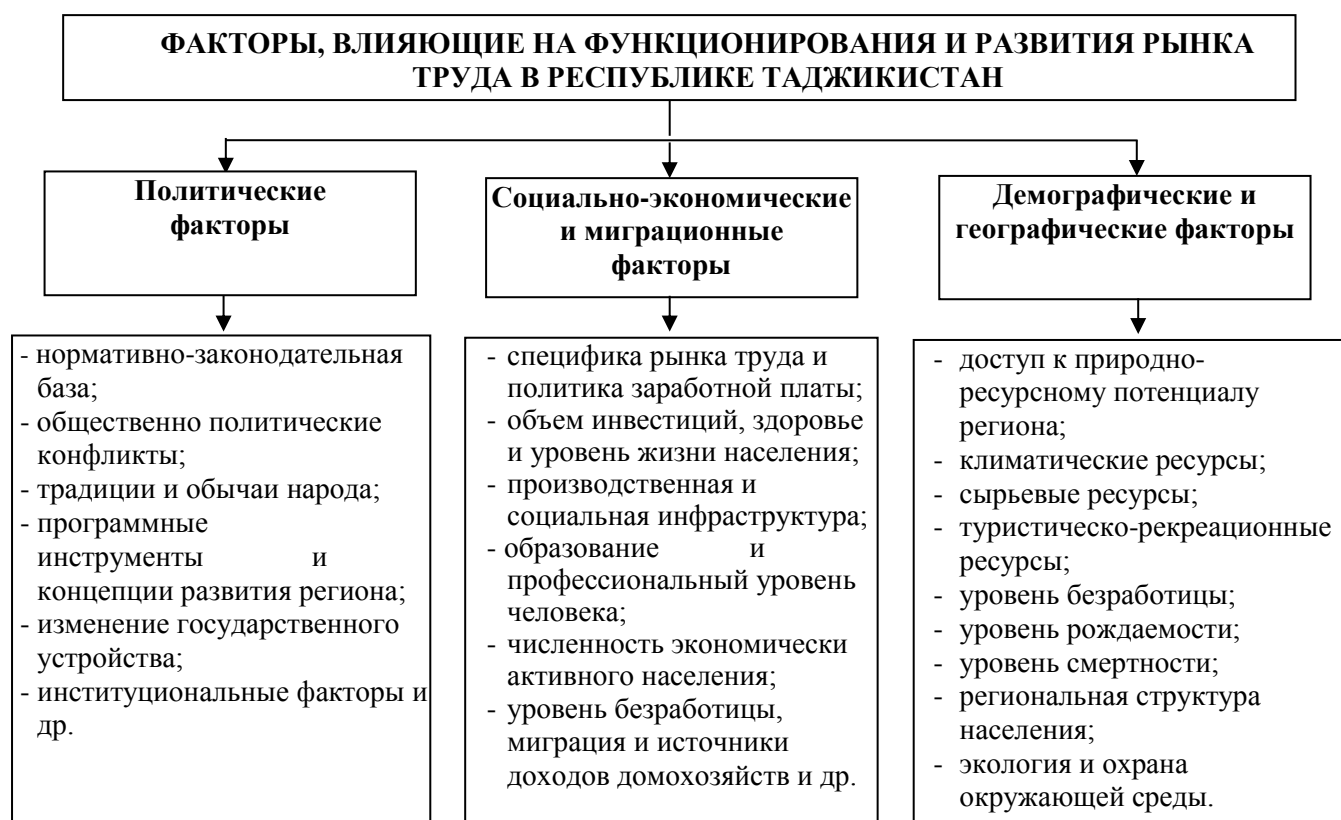 ФАКТОРЫ, ВЛИЯЮЩИЕ НА ФУНКЦИОНИРОВАНИЯ И РАЗВИТИЯ РЫНКА
ТРУДА В РЕСПУБЛИКЕ ТАДЖИКИСТАН
Политические
факторы
- нормативно-законодательная
база;
- общественно политические
конфликты;
- традиции и обычаи народа;
- программные
инструменты и
концепции развития региона;
- изменение государственного
устройства;
- институциональные факторы и
др.
Социально-экономические
и миграционные
факторы
- специфика рынка труда и
политика заработной платы;
- объем инвестиций, здоровье
и уровень жизни населения;
- производственная и
социальная инфраструктура;
- образование и
профессиональный уровень
человека;
- численность экономически
активного населения;
- уровень безработицы,
миграция и источники
доходов домохозяйств и др.
Демографические и
географические факторы
- доступ к природно-
ресурсному потенциалу
региона;
- климатические ресурсы;
- сырьевые ресурсы;
- туристическо-рекреационные
ресурсы;
- уровень безработицы;
- уровень рождаемости;
- уровень смертности;
- региональная структура
населения;
- экология и охрана
окружающей среды.